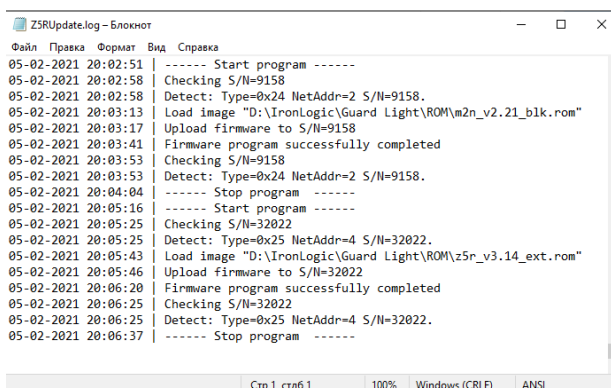 Z5RUpdate.log – Блокнот
Файл Правка Формат Вид Справка
05-02-2021 20:02:51 | ------ Start program ------
05-02-2021 20:02:58 | Checking S/N=9158
05-02-2021 20:02:58 | Detect: Type=0x24 NetAddr=2 S/N=9158.
05-02-2021 20:03:13 | Load image "D:\IronLogic\Guard Light\ROM\m2n_v2.21_blk.rom"
05-02-2021 20:03:17 | Upload firmware to S/N=9158
05-02-2021 20:03:41 | Firmware program successfully completed
05-02-2021 20:03:53 | Checking S/N=9158
05-02-2021 20:03:53 | Detect: Type=0x24 NetAddr=2 S/N=9158.
05-02-2021 20:04:04 | ------ Stop program  ------
05-02-2021 20:05:16 | ------ Start program ------
05-02-2021 20:05:25 | Checking S/N=32022
05-02-2021 20:05:25 | Detect: Type=0x25 NetAddr=4 S/N=32022.
05-02-2021 20:05:43 | Load image "D:\IronLogic\Guard Light\ROM\z5r_v3.14_ext.rom"
05-02-2021 20:05:46 | Upload firmware to S/N=32022
05-02-2021 20:06:20 | Firmware program successfully completed
05-02-2021 20:06:25 | Checking S/N=32022
05-02-2021 20:06:25 | Detect: Type=0x25 NetAddr=4 S/N=32022.
05-02-2021 20:06:37 | ------ Stop program  ------
Стр 1, стлб 1 100% Windows (CRLF) ANSI